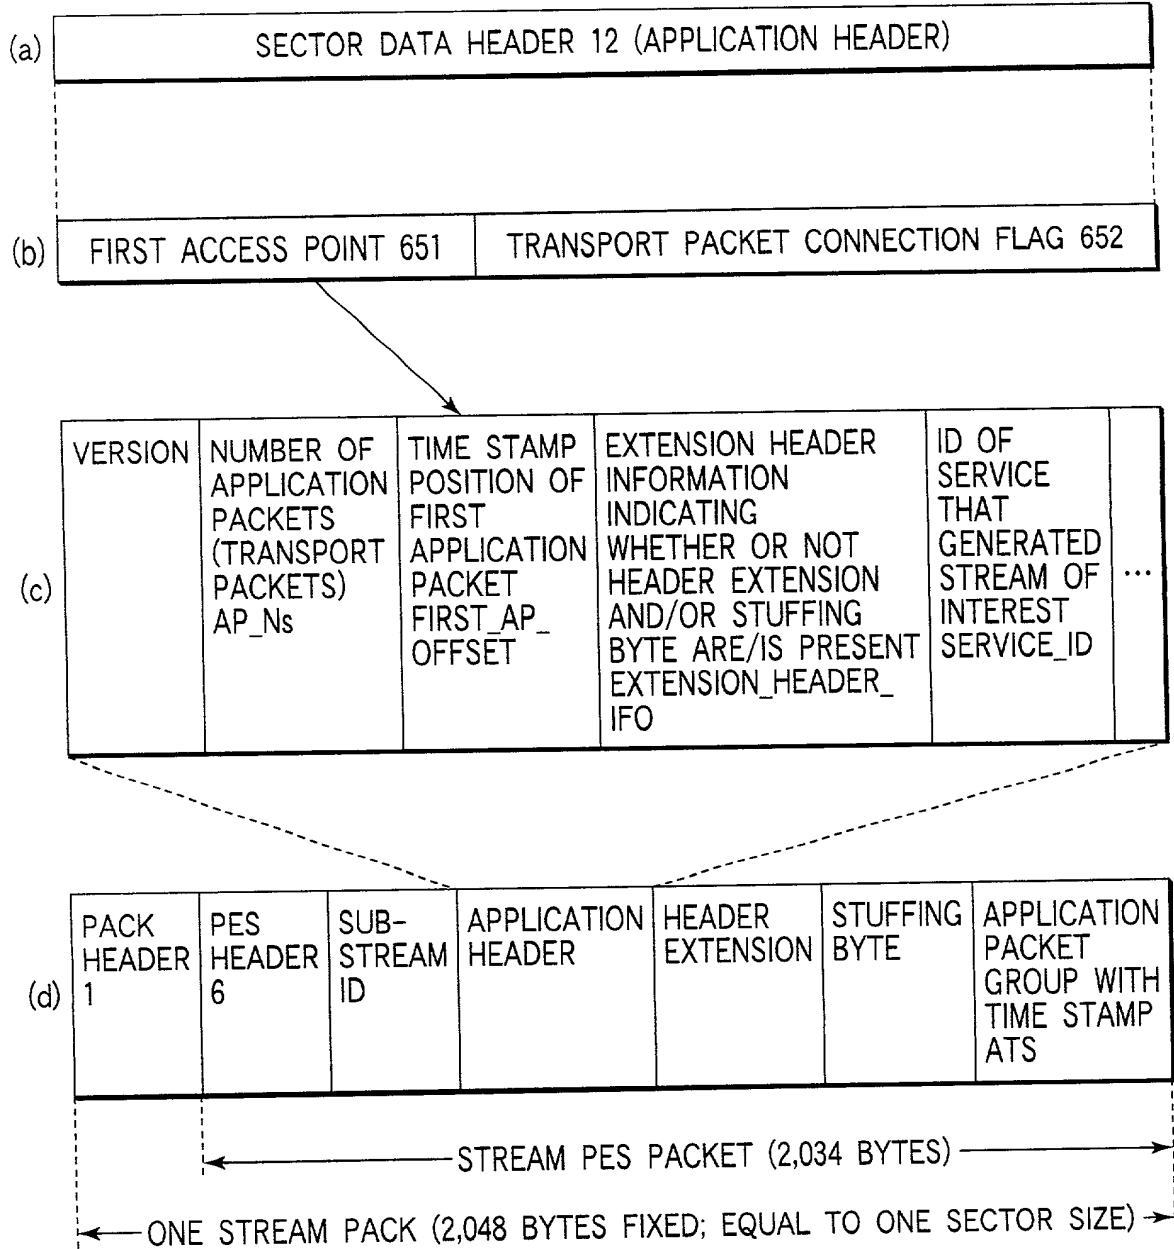 (a)
SECTOR DATA HEADER 12 (APPLICATION HEADER)
(b)
FIRST ACCESS POINT 651
TRANSPORT PACKET CONNECTION FLAG 652
(c)
VERSION
NUMBER OF
APPLICATION
PACKETS
(TRANSPORT
PACKETS)
AP_Ns
TIME STAMP
POSITION OF
FIRST
APPLICATION
PACKET
FIRST_AP_
OFFSET
EXTENSION HEADER
INFORMATION
INDICATING
WHETHER OR NOT
HEADER EXTENSION
AND/OR STUFFING
BYTE ARE/IS PRESENT
EXTENSION_HEADER_
IFO
ID OF
SERVICE
THAT
GENERATED
STREAM OF
INTEREST
SERVICE_ID
...
(d)
PACK
HEADER
1
PES
HEADER
6
SUB-
STREAM
ID
APPLICATION
HEADER
HEADER
EXTENSION
STUFFING
BYTE
APPLICATION
PACKET
GROUP WITH
TIME STAMP
ATS
STREAM PES PACKET (2,034 BYTES)
ONE STREAM PACK (2,048 BYTES FIXED; EQUAL TO ONE SECTOR SIZE)